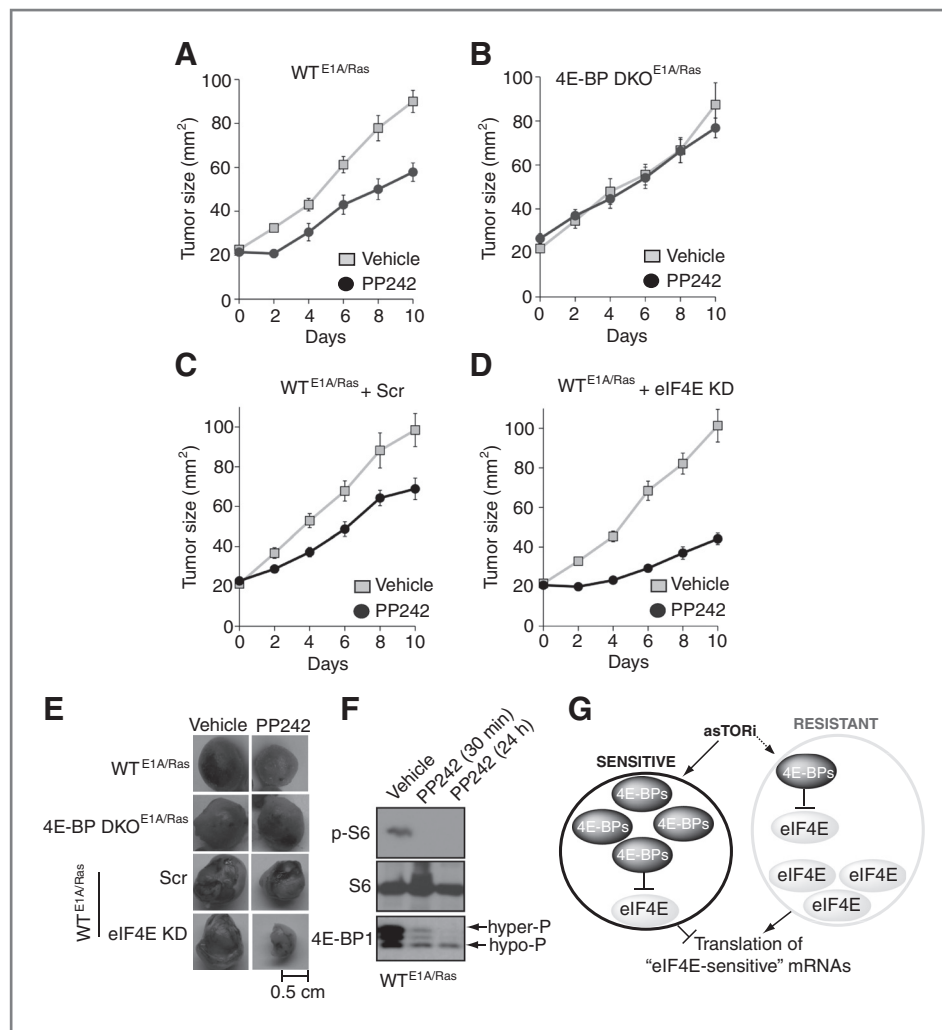 A
WT E1A/Ras
Tumor size (mm²)
100
80
60
40
20
0
0 2 4 6 8 10
Days
Vehicle
PP242
B
4E-BP DKO E1A/Ras
Tumor size (mm²)
100
80
60
40
20
0
0 2 4 6 8 10
Days
Vehicle
PP242
C
WT E1A/Ras + Scr
Tumor size (mm²)
100
80
60
40
20
0
0 2 4 6 8 10
Days
Vehicle
PP242
D
WT E1A/Ras + eIF4E KD
Tumor size (mm²)
100
80
60
40
20
0
0 2 4 6 8 10
Days
Vehicle
PP242
E
Vehicle PP242
WT E1A/Ras
4E-BP DKO E1A/Ras
WT E1A/Ras
Scr
eIF4E KD
0.5 cm
F
Vehicle
PP242 (30 min)
PP242 (24 h)
p-S6
S6
4E-BP1
hyper-P
hypo-P
WT E1A/Ras
G
asTORi
SENSITIVE
RESISTANT
4E-BPs
4E-BPs
4E-BPs
4E-BPs
eIF4E
4E-BPs
eIF4E
eIF4E
eIF4E
eIF4E
Translation of
“eIF4E-sensitive” mRNAs